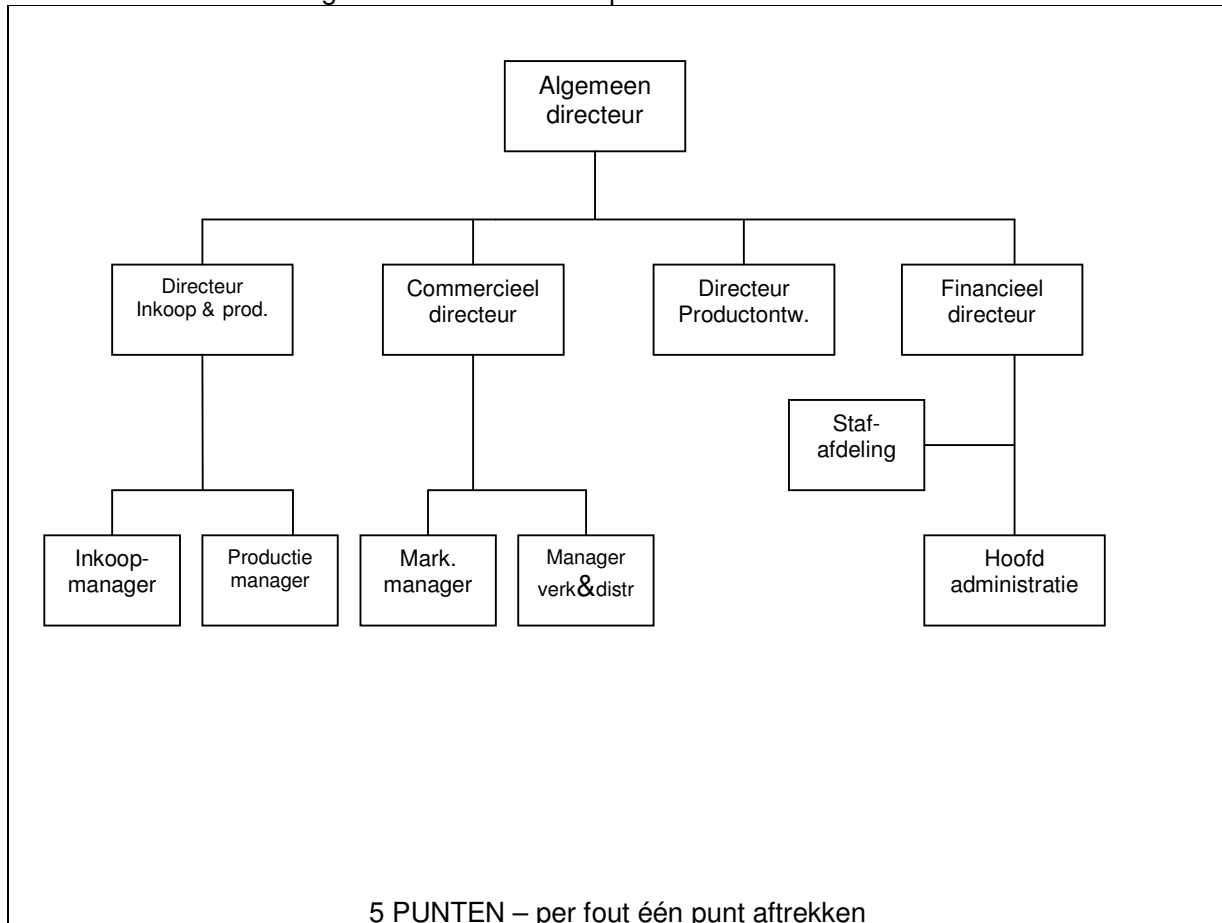 Algemeen
directeur
Directeur
Inkoop & prod.
Commercieel
directeur
Directeur
Productontw.
Financieel
directeur
Staf-
afdeling
Inkoop-
manager
Productie
manager
Mark.
manager
Manager
verk&distr
Hoofd
administratie
5 PUNTEN – per fout één punt aftrekken